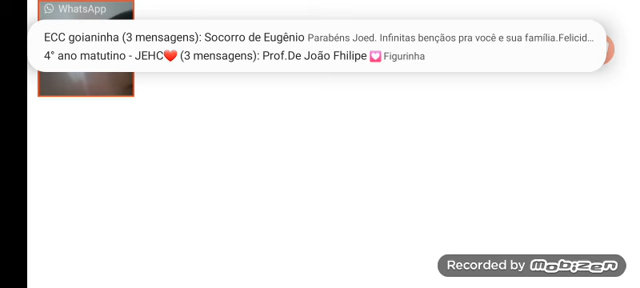 WhatsApp
ECC goianinha (3 mensagens): Socorro de Eugênio Parabéns Joed. Infinitas bençãos pra você e sua família.Felicid...
4° ano matutino - JEHC❤️ (3 mensagens): Prof.De João Fhilipe 💟 Figurinha
Recorded by mobizen